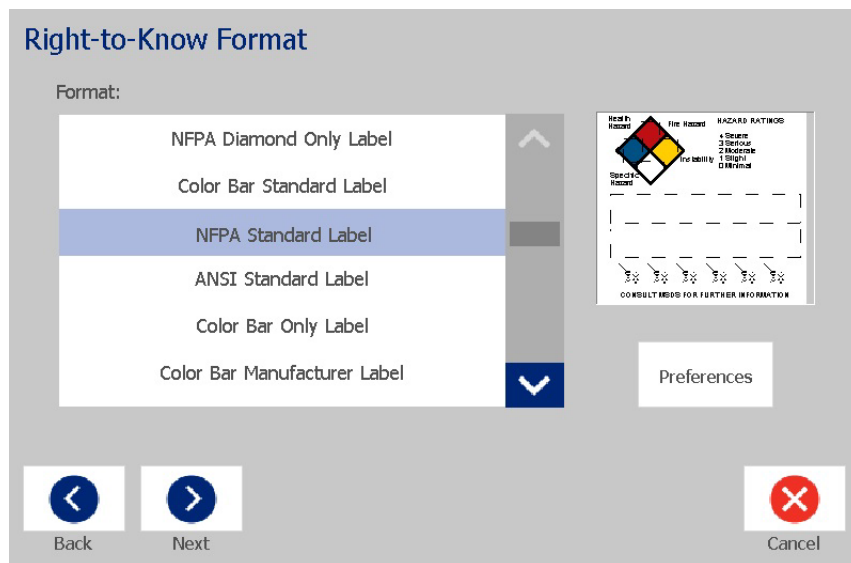 Right-to-Know Format
Format:
NFPA Diamond Only Label
Color Bar Standard Label
NFPA Standard Label
ANSI Standard Label
Color Bar Only Label
Color Bar Manufacturer Label
Health
Hazard
Fire Hazard
Instability
Specific
Hazard
HAZARD RATINGS
4 Severe
3 Serious
2 Moderate
1 Slight
0 Minimal
CONSULT MSDS FOR FURTHER INFORMATION
Preferences
Back
Next
Cancel